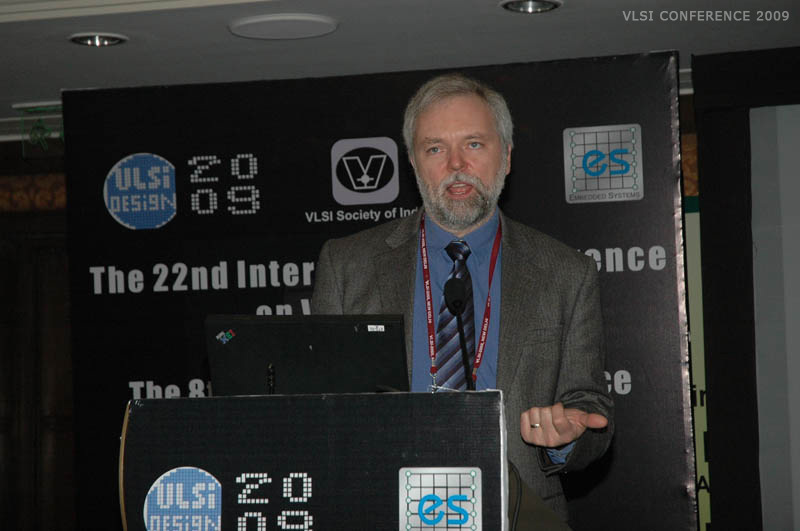 VLSI CONFERENCE 2009
VLSI
DESIGN
20
09
V
VLSI Society of Ind
es
EMBEDDED SYSTEMS
The 22nd Inter
ence
on V
The 8
ce
VLSI
DESIGN
20
09
es